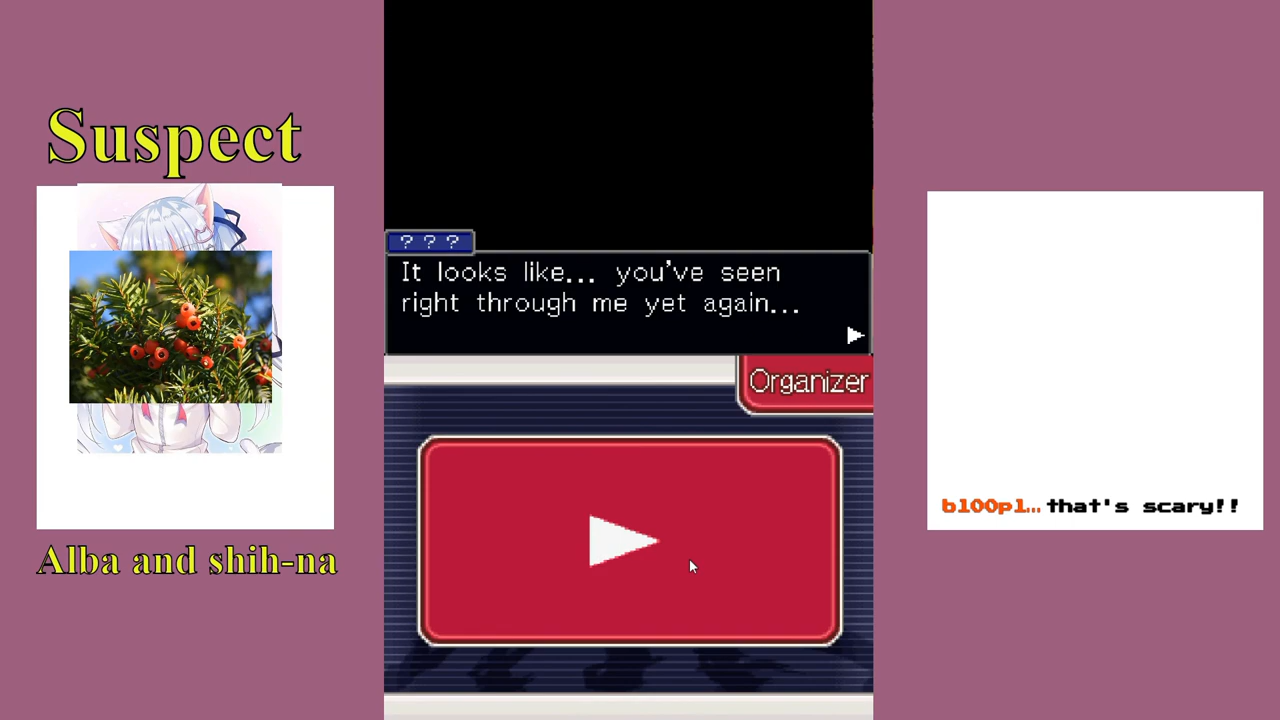 Suspect
Alba and shih-na
? ? ?
It looks like... you've seen
right through me yet again...
Organizer
bl00pl... that's scary!!